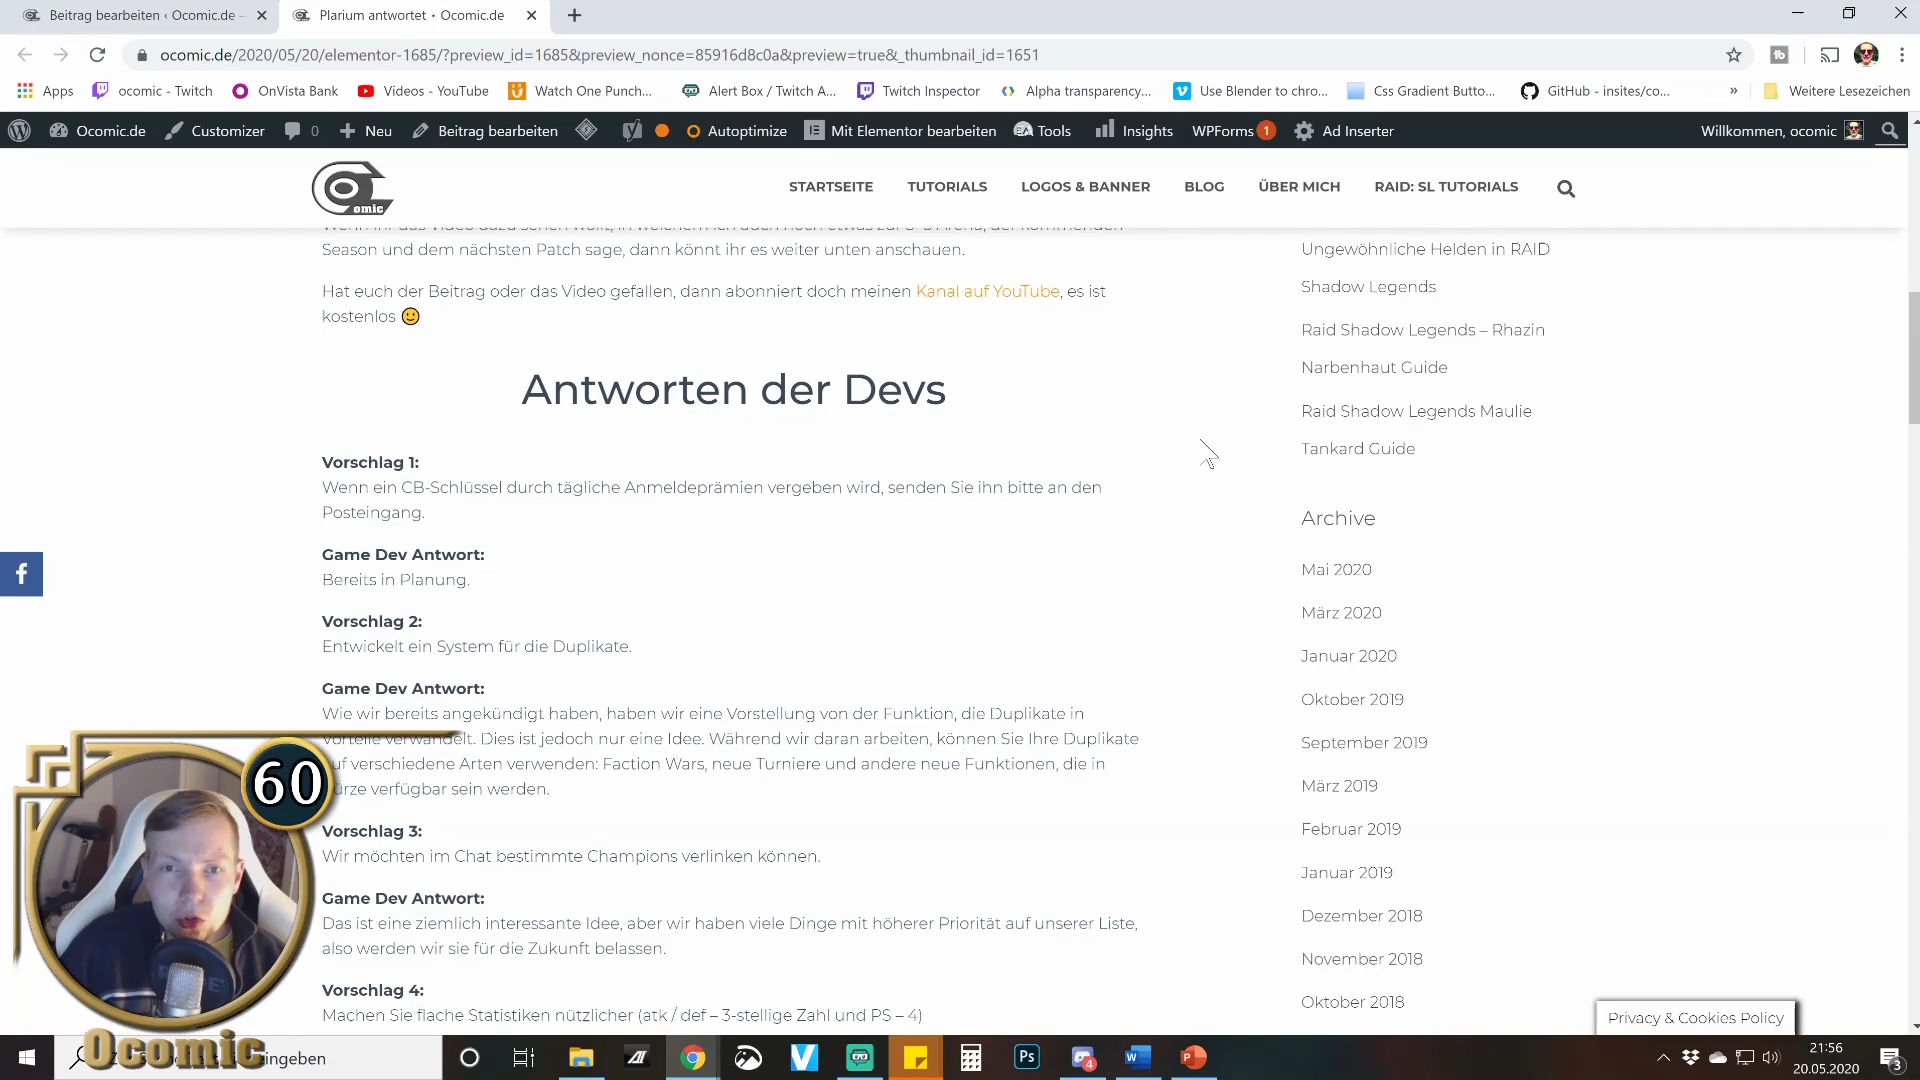 Beitrag bearbeiten ‹ Ocomic.de –
Plarium antwortet • Ocomic.de
ocomic.de/2020/05/20/elementor-1685/?preview_id=1685&preview_nonce=85916d8c0a&preview=true&_thumbnail_id=1651
Apps
ocomic - Twitch
OnVista Bank
Videos - YouTube
Watch One Punch...
Alert Box / Twitch A...
Twitch Inspector
Alpha transparency...
Use Blender to chro...
Css Gradient Butto...
GitHub - insites/co...
»
Weitere Lesezeichen
Ocomic.de
Customizer
0
Neu
Beitrag bearbeiten
Autoptimize
Mit Elementor bearbeiten
Tools
Insights
WPForms 1
Ad Inserter
Willkommen, ocomic
omic
STARTSEITE
TUTORIALS
LOGOS & BANNER
BLOG
ÜBER MICH
RAID: SL TUTORIALS
Season und dem nächsten Patch sage, dann könnt ihr es weiter unten anschauen.
Hat euch der Beitrag oder das Video gefallen, dann abonniert doch meinen Kanal auf YouTube, es ist
kostenlos 🙂
Antworten der Devs
Vorschlag 1:
Wenn ein CB-Schlüssel durch tägliche Anmeldeprämien vergeben wird, senden Sie ihn bitte an den
Posteingang.
Game Dev Antwort:
Bereits in Planung.
Vorschlag 2:
Entwickelt ein System für die Duplikate.
Game Dev Antwort:
Wie wir bereits angekündigt haben, haben wir eine Vorstellung von der Funktion, die Duplikate in
Vorteile verwandelt. Dies ist jedoch nur eine Idee. Während wir daran arbeiten, können Sie Ihre Duplikate
uf verschiedene Arten verwenden: Faction Wars, neue Turniere und andere neue Funktionen, die in
ürze verfügbar sein werden.
Vorschlag 3:
Wir möchten im Chat bestimmte Champions verlinken können.
Game Dev Antwort:
Das ist eine ziemlich interessante Idee, aber wir haben viele Dinge mit höherer Priorität auf unserer Liste,
also werden wir sie für die Zukunft belassen.
Vorschlag 4:
Machen Sie flache Statistiken nützlicher (atk / def – 3-stellige Zahl und PS – 4)
Ungewöhnliche Helden in RAID
Shadow Legends
Raid Shadow Legends – Rhazin
Narbenhaut Guide
Raid Shadow Legends Maulie
Tankard Guide
Archive
Mai 2020
März 2020
Januar 2020
Oktober 2019
September 2019
März 2019
Februar 2019
Januar 2019
Dezember 2018
November 2018
Oktober 2018
Privacy & Cookies Policy
60
Ocomic
eingeben
Ps
4
21:56
20.05.2020
3